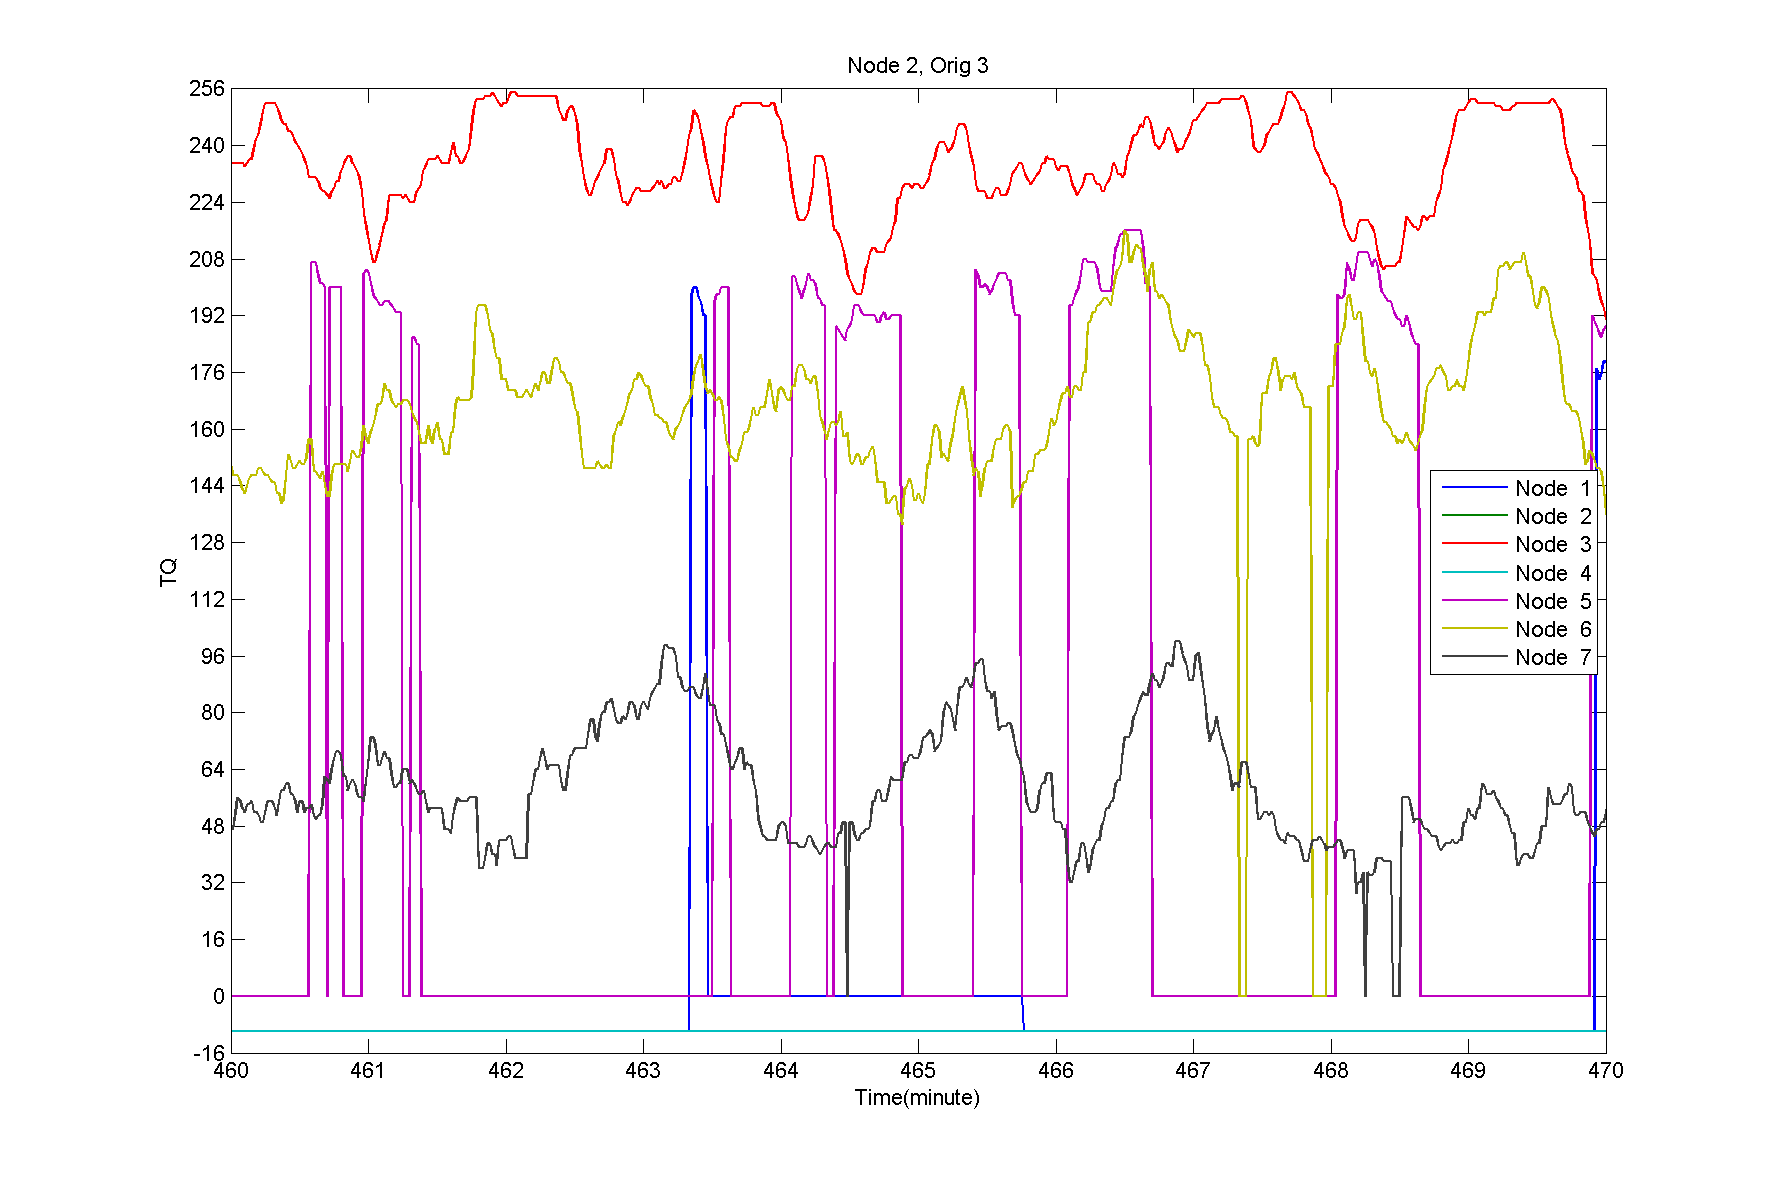 Node 2, Orig 3
256
240
224
208
192
176
160
144
128
112
96
80
64
48
32
16
0
-16
TQ
Node 1
Node 2
Node 3
Node 4
Node 5
Node 6
Node 7
460 461 462 463 464 465 466 467 468 469 470
Time(minute)